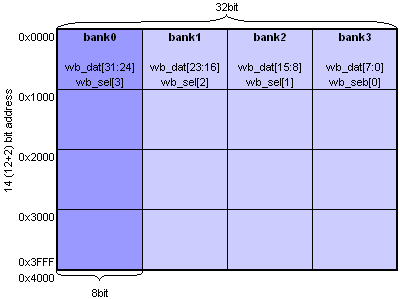 32bit
0x0000
bank0 bank1 bank2 bank3
wb_dat[31:24] wb_dat[23:16] wb_dat[15:8] wb_dat[7:0]
wb_sel[3] wb_sel[2] wb_sel[1] wb_seb[0]
0x1000
14 (12+2) bit address
0x2000
0x3000
0x3FFF
0x4000
8bit